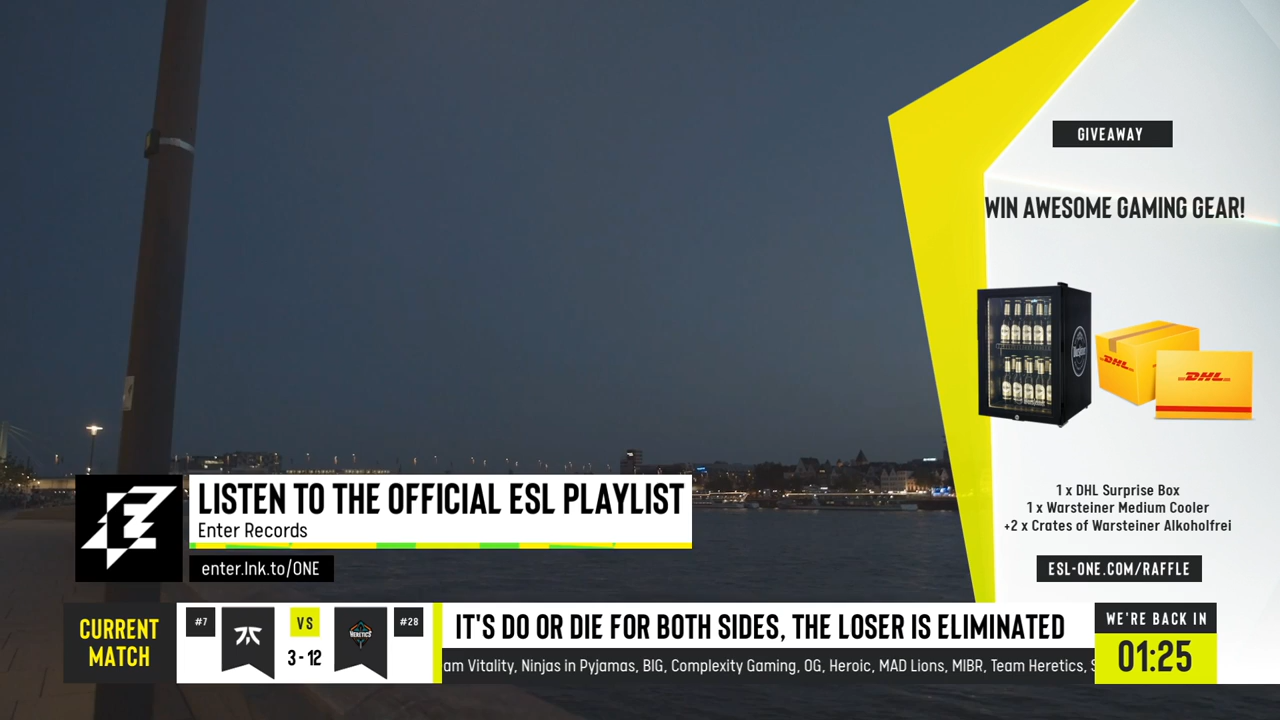 GIVEAWAY
WIN AWESOME GAMING GEAR!
DHL
DHL
1 x DHL Surprise Box
1 x Warsteiner Medium Cooler
+2 x Crates of Warsteiner Alkoholfrei
ESL-ONE.COM/RAFFLE
LISTEN TO THE OFFICIAL ESL PLAYLIST
Enter Records
enter.lnk.to/ONE
CURRENT
MATCH
#7
VS
3 - 12
HERETICS
#28
IT'S DO OR DIE FOR BOTH SIDES, THE LOSER IS ELIMINATED
am Vitality, Ninjas in Pyjamas, BIG, Complexity Gaming, OG, Heroic, MAD Lions, MIBR, Team Heretics,
WE'RE BACK IN
01:25